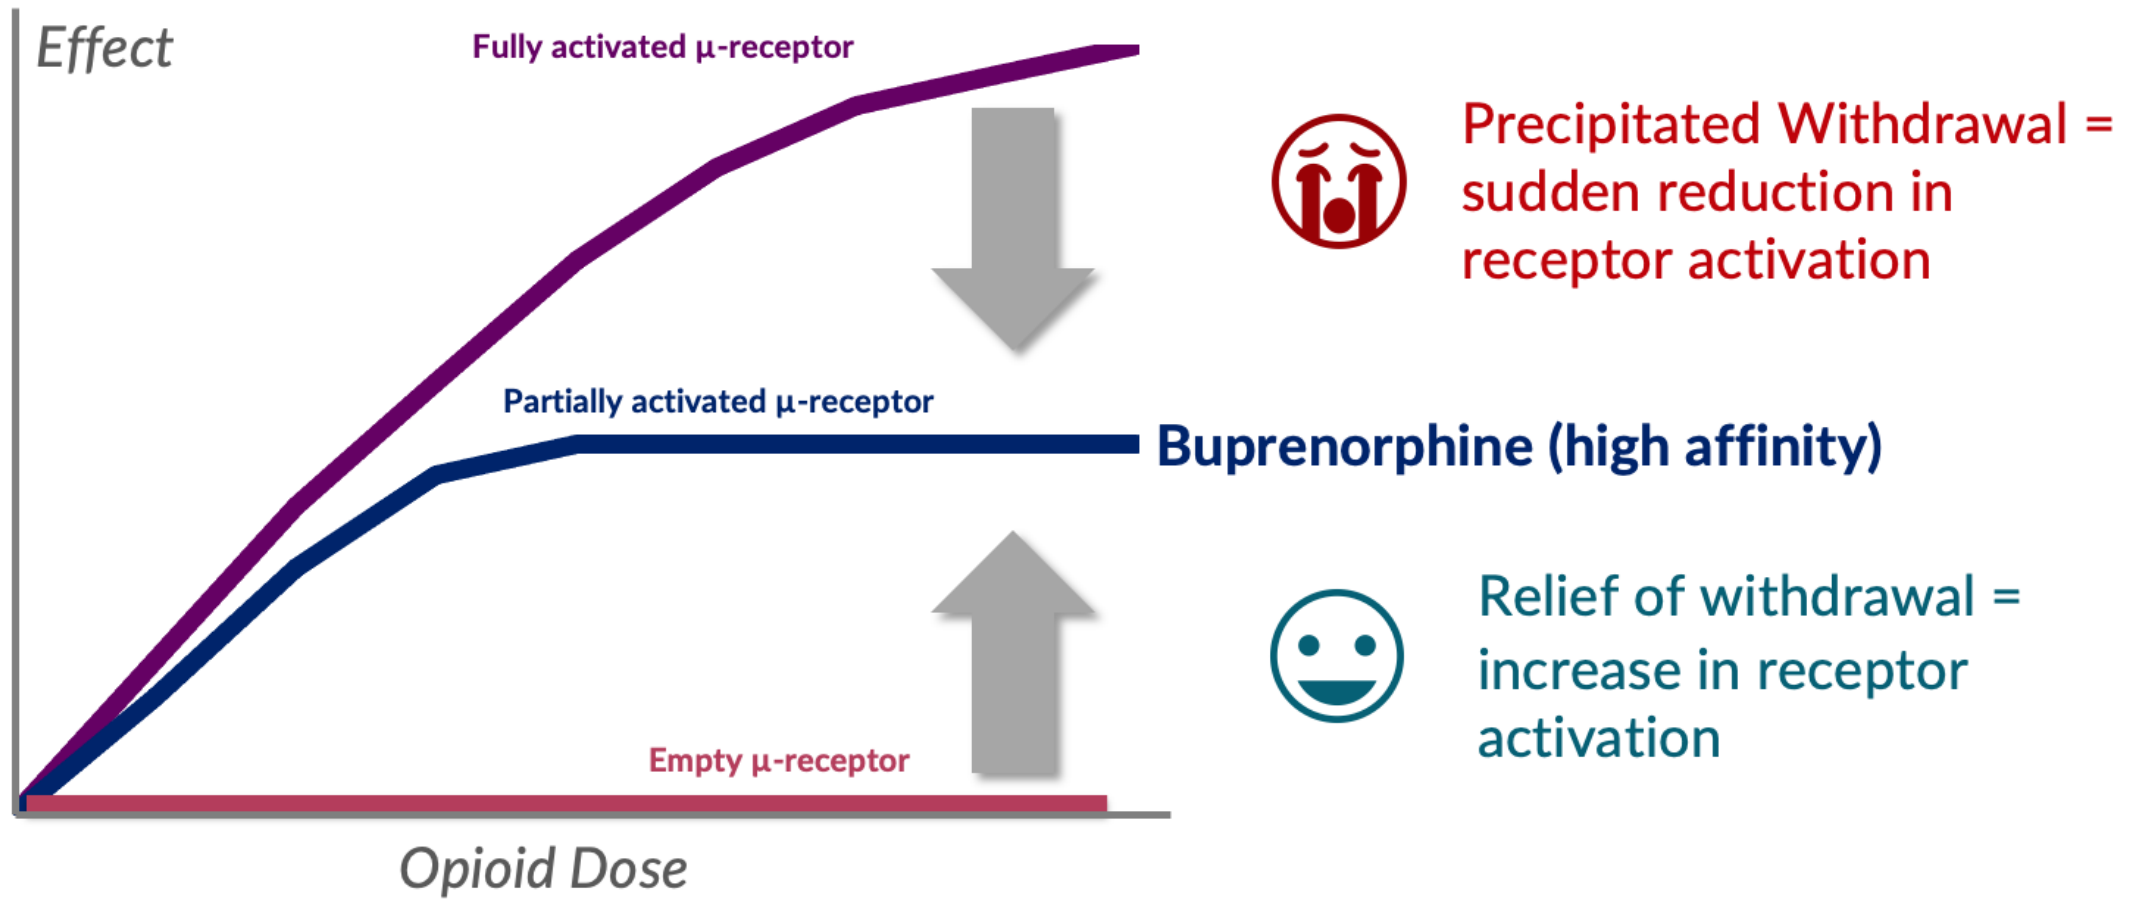 Effect
Fully activated μ-receptor
Precipitated Withdrawal =
sudden reduction in
receptor activation
Partially activated μ-receptor
Buprenorphine (high affinity)
Relief of withdrawal =
increase in receptor
activation
Empty μ-receptor
Opioid Dose